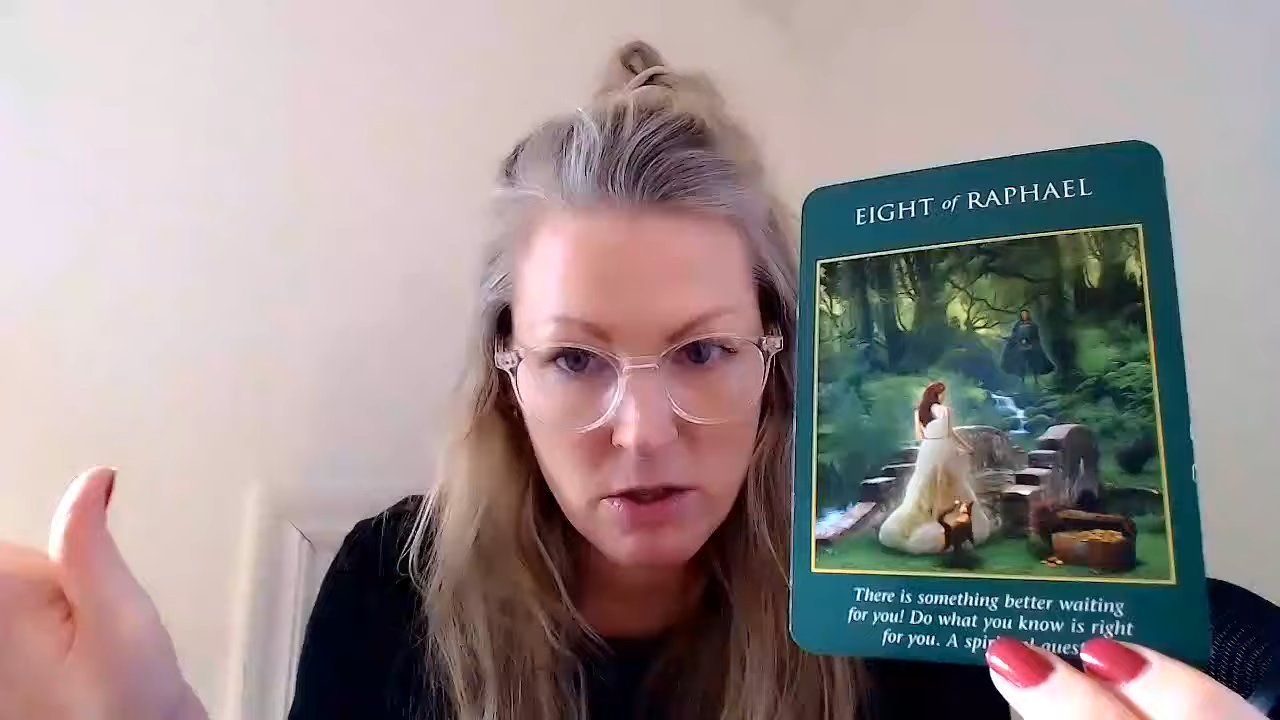 EIGHT of RAPHAEL
There is something better waiting
for you! Do what you know is right
for you. A